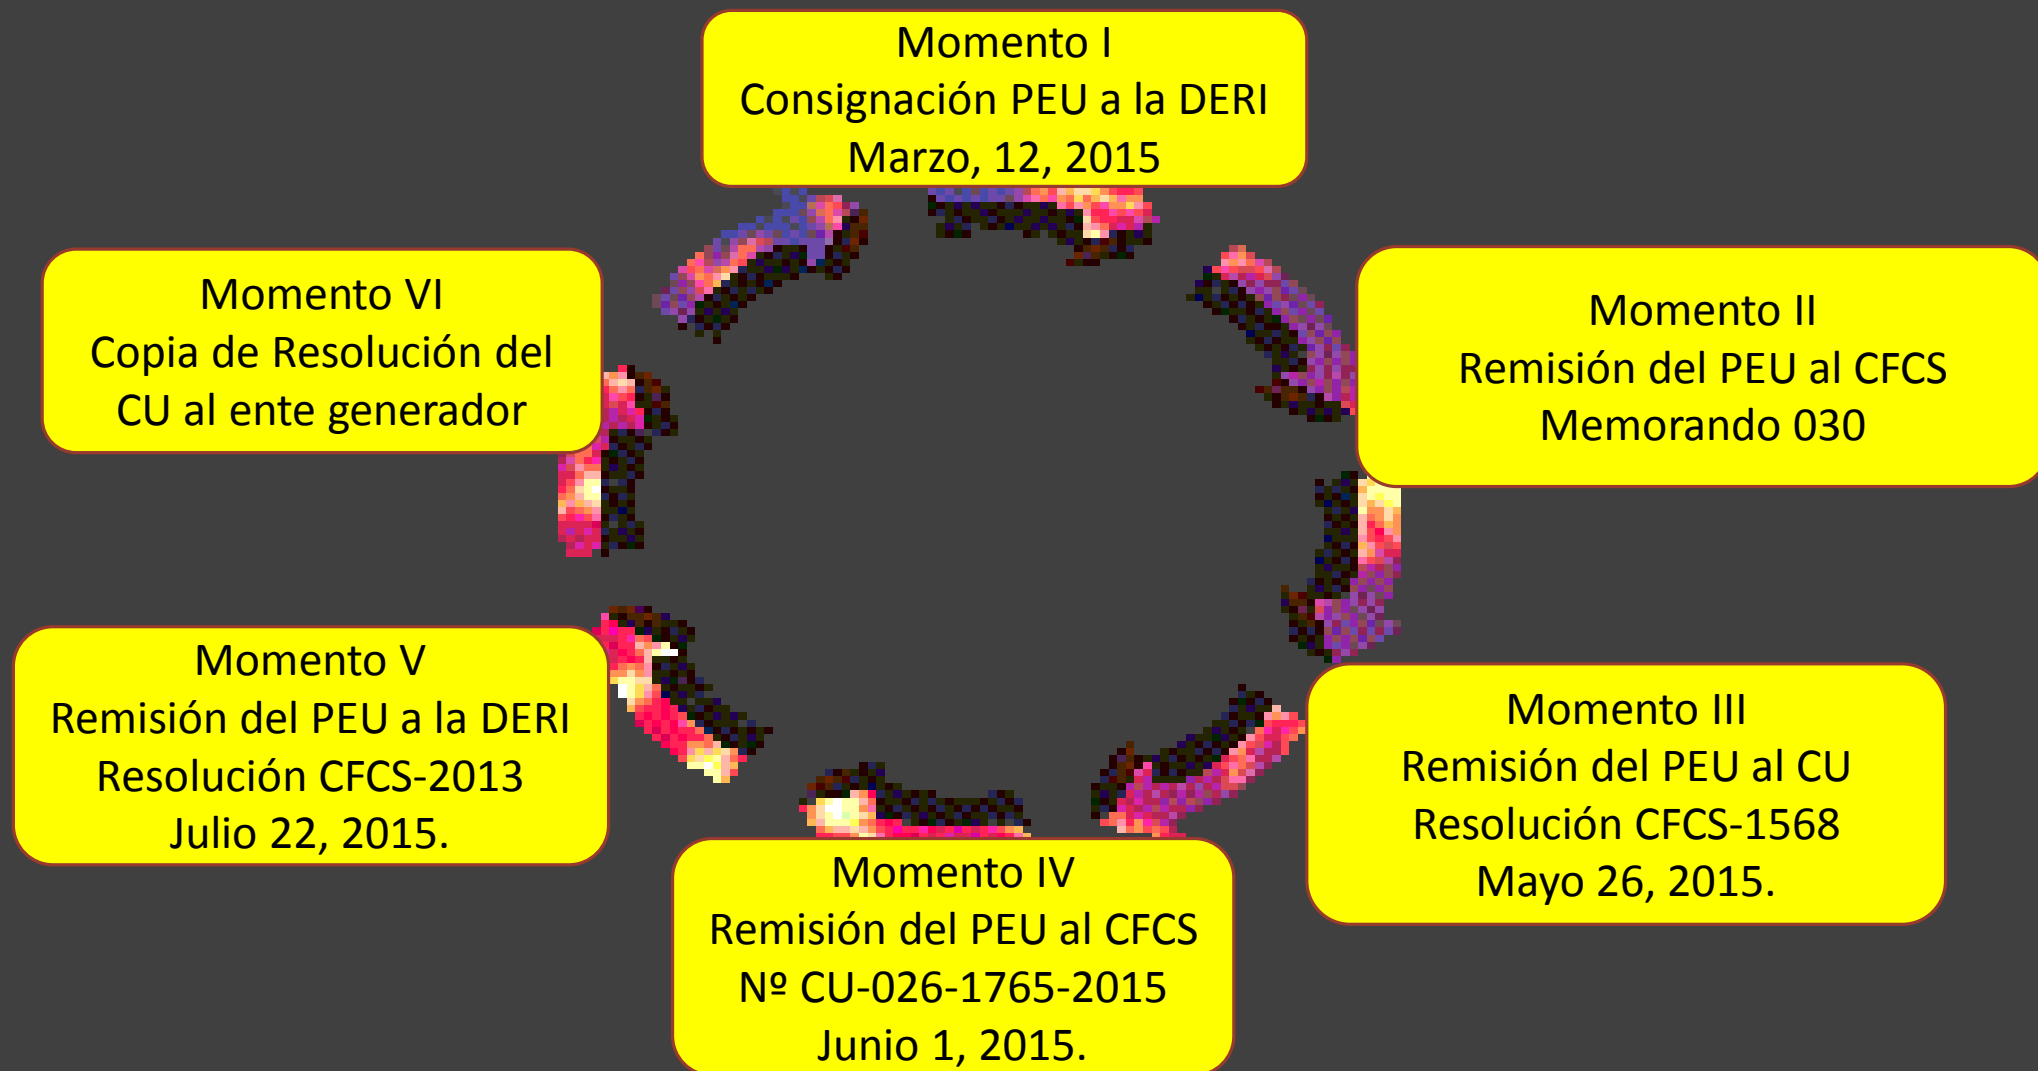 Momento I
Consignación PEU a la DERI
Marzo, 12, 2015
Momento II
Remisión del PEU al CFCS
Memorando 030
Momento III
Remisión del PEU al CU
Resolución CFCS-1568
Mayo 26, 2015.
Momento IV
Remisión del PEU al CFCS
Nº CU-026-1765-2015
Junio 1, 2015.
Momento V
Remisión del PEU a la DERI
Resolución CFCS-2013
Julio 22, 2015.
Momento VI
Copia de Resolución del
CU al ente generador